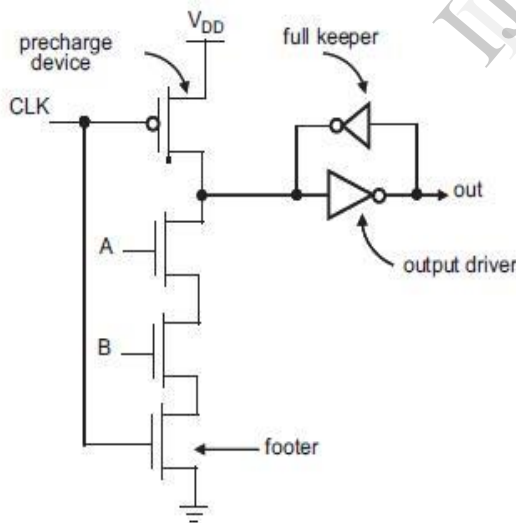 V_DD
precharge
device
full keeper
CLK
out
A
output driver
B
footer